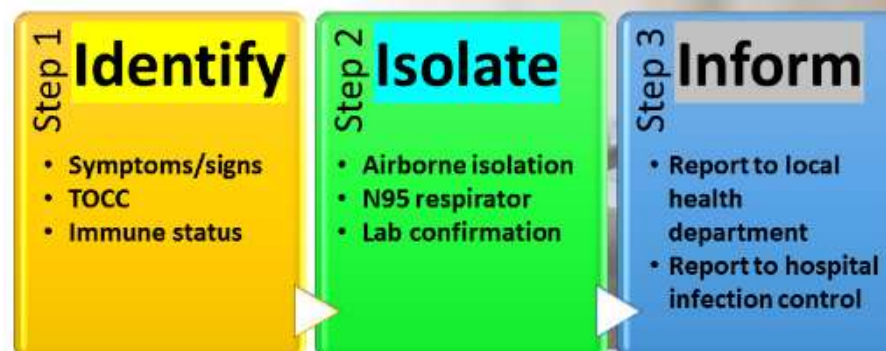 Step 1
Identify
• Symptoms/signs
• TOCC
• Immune status
Step 2
Isolate
• Airborne isolation
• N95 respirator
• Lab confirmation
Step 3
Inform
• Report to local
health
department
• Report to hospital
infection control